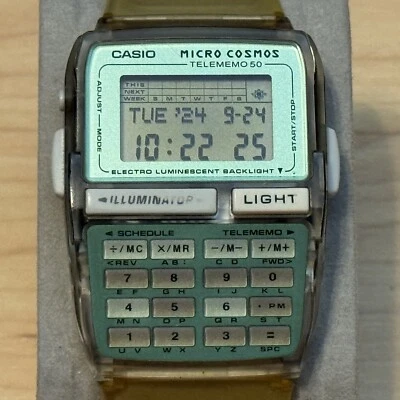 CASIO MICRO COSMOS
TELEMEMO 50
ADJUST MODE
START/STOP
THIS
NEXT
WEEK S M T W T F S
TUE '24 9-24
10:22 25
ELECTRO LUMINESCENT BACKLIGHT
ILLUMINATOR LIGHT
SCHEDULE TELEMEMO
÷/MC ×/MR -/M- +/M+
<REV A B C D FWD>
7 8 9 0
E F G H I J K L
4 5 6 · PM
M N O P Q R S T
1 2 3 =
U V W X Y Z SPC